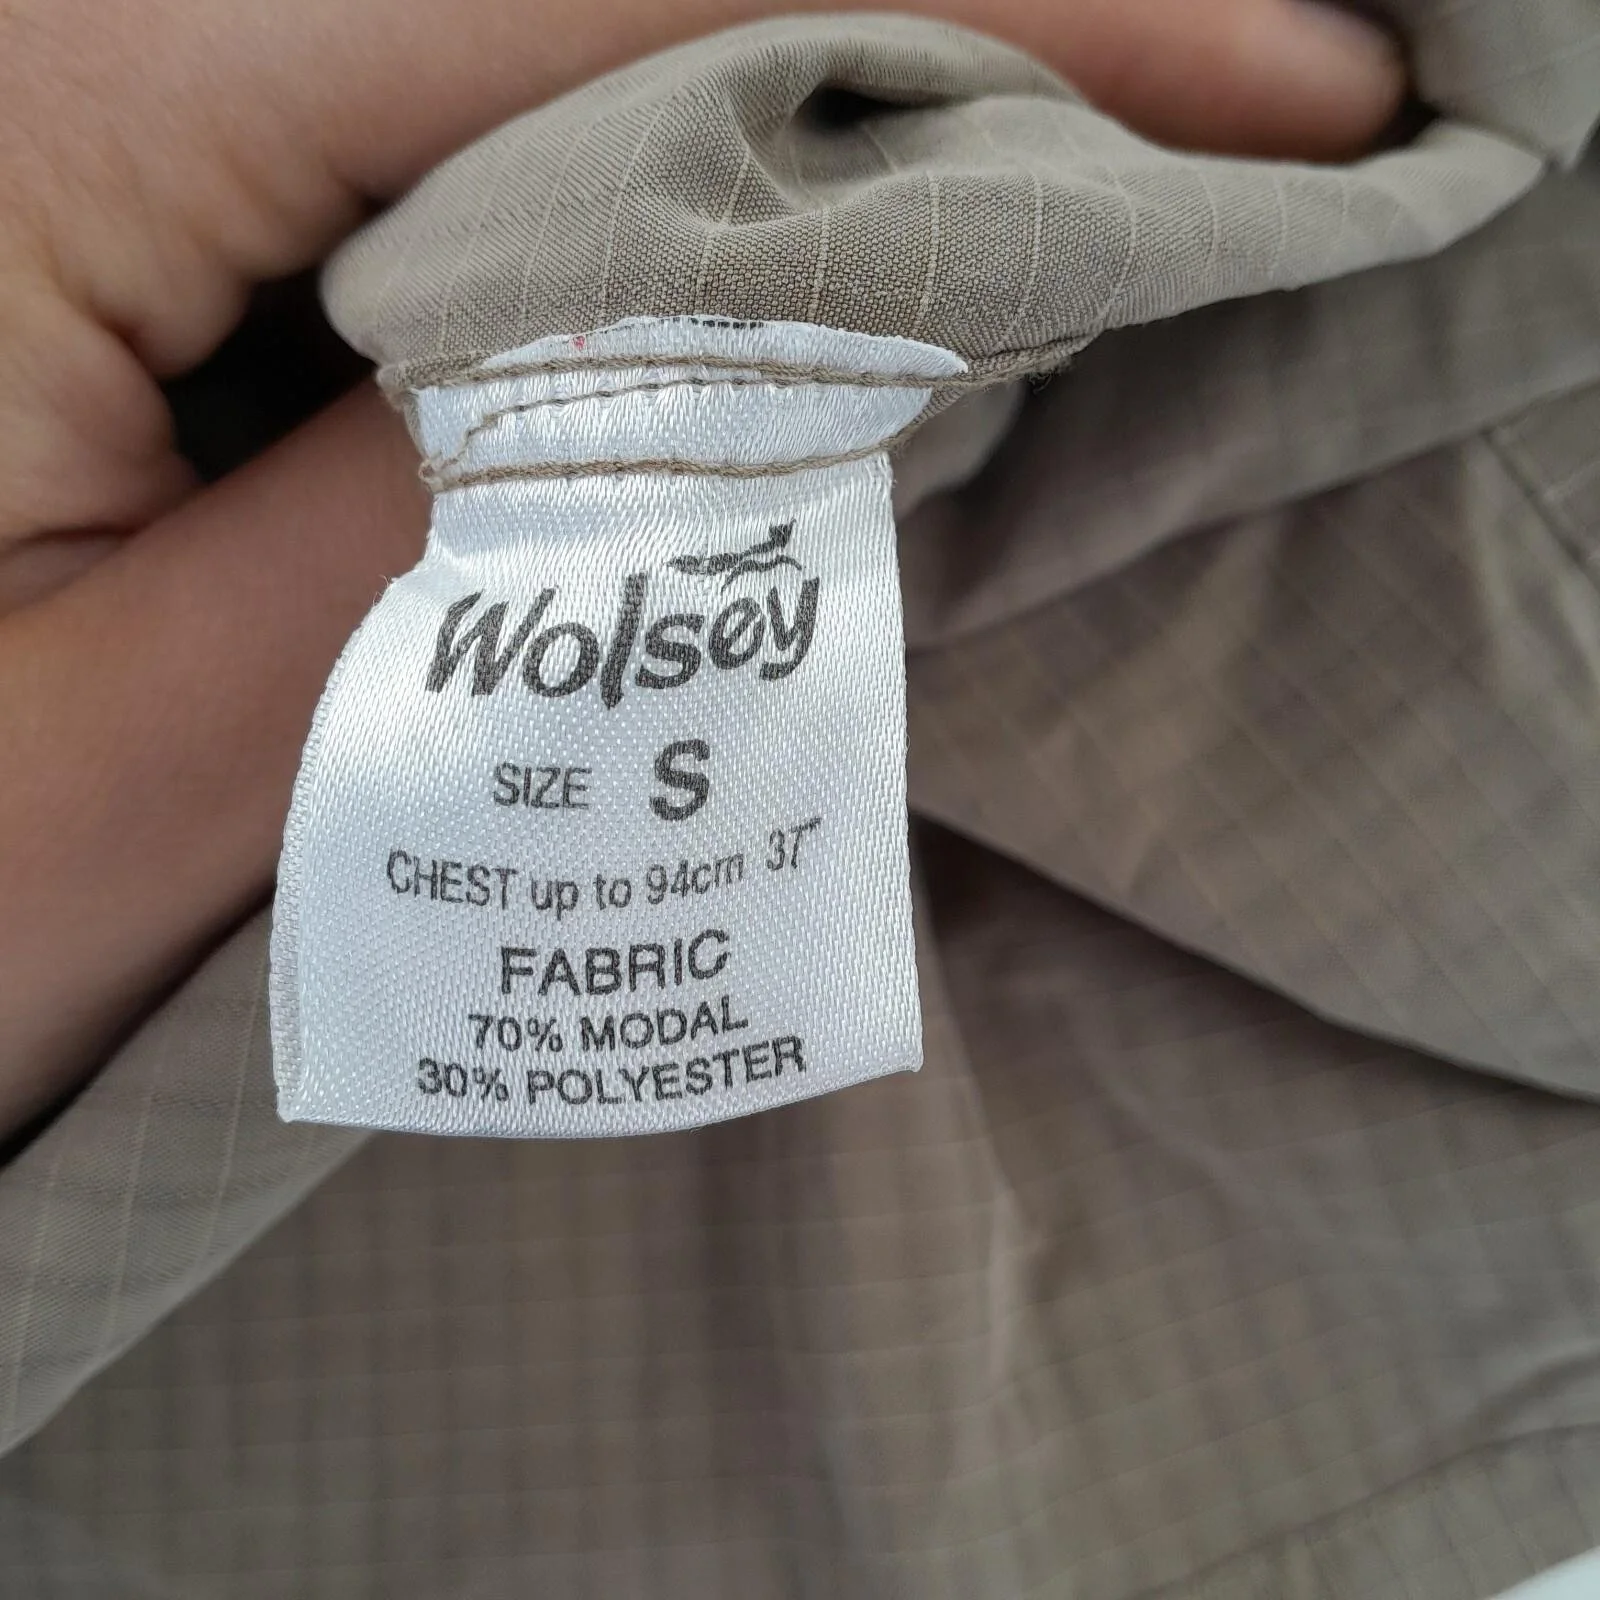 Wolsey
SIZE S
CHEST up to 94cm 37"
FABRIC
70% MODAL
30% POLYESTER